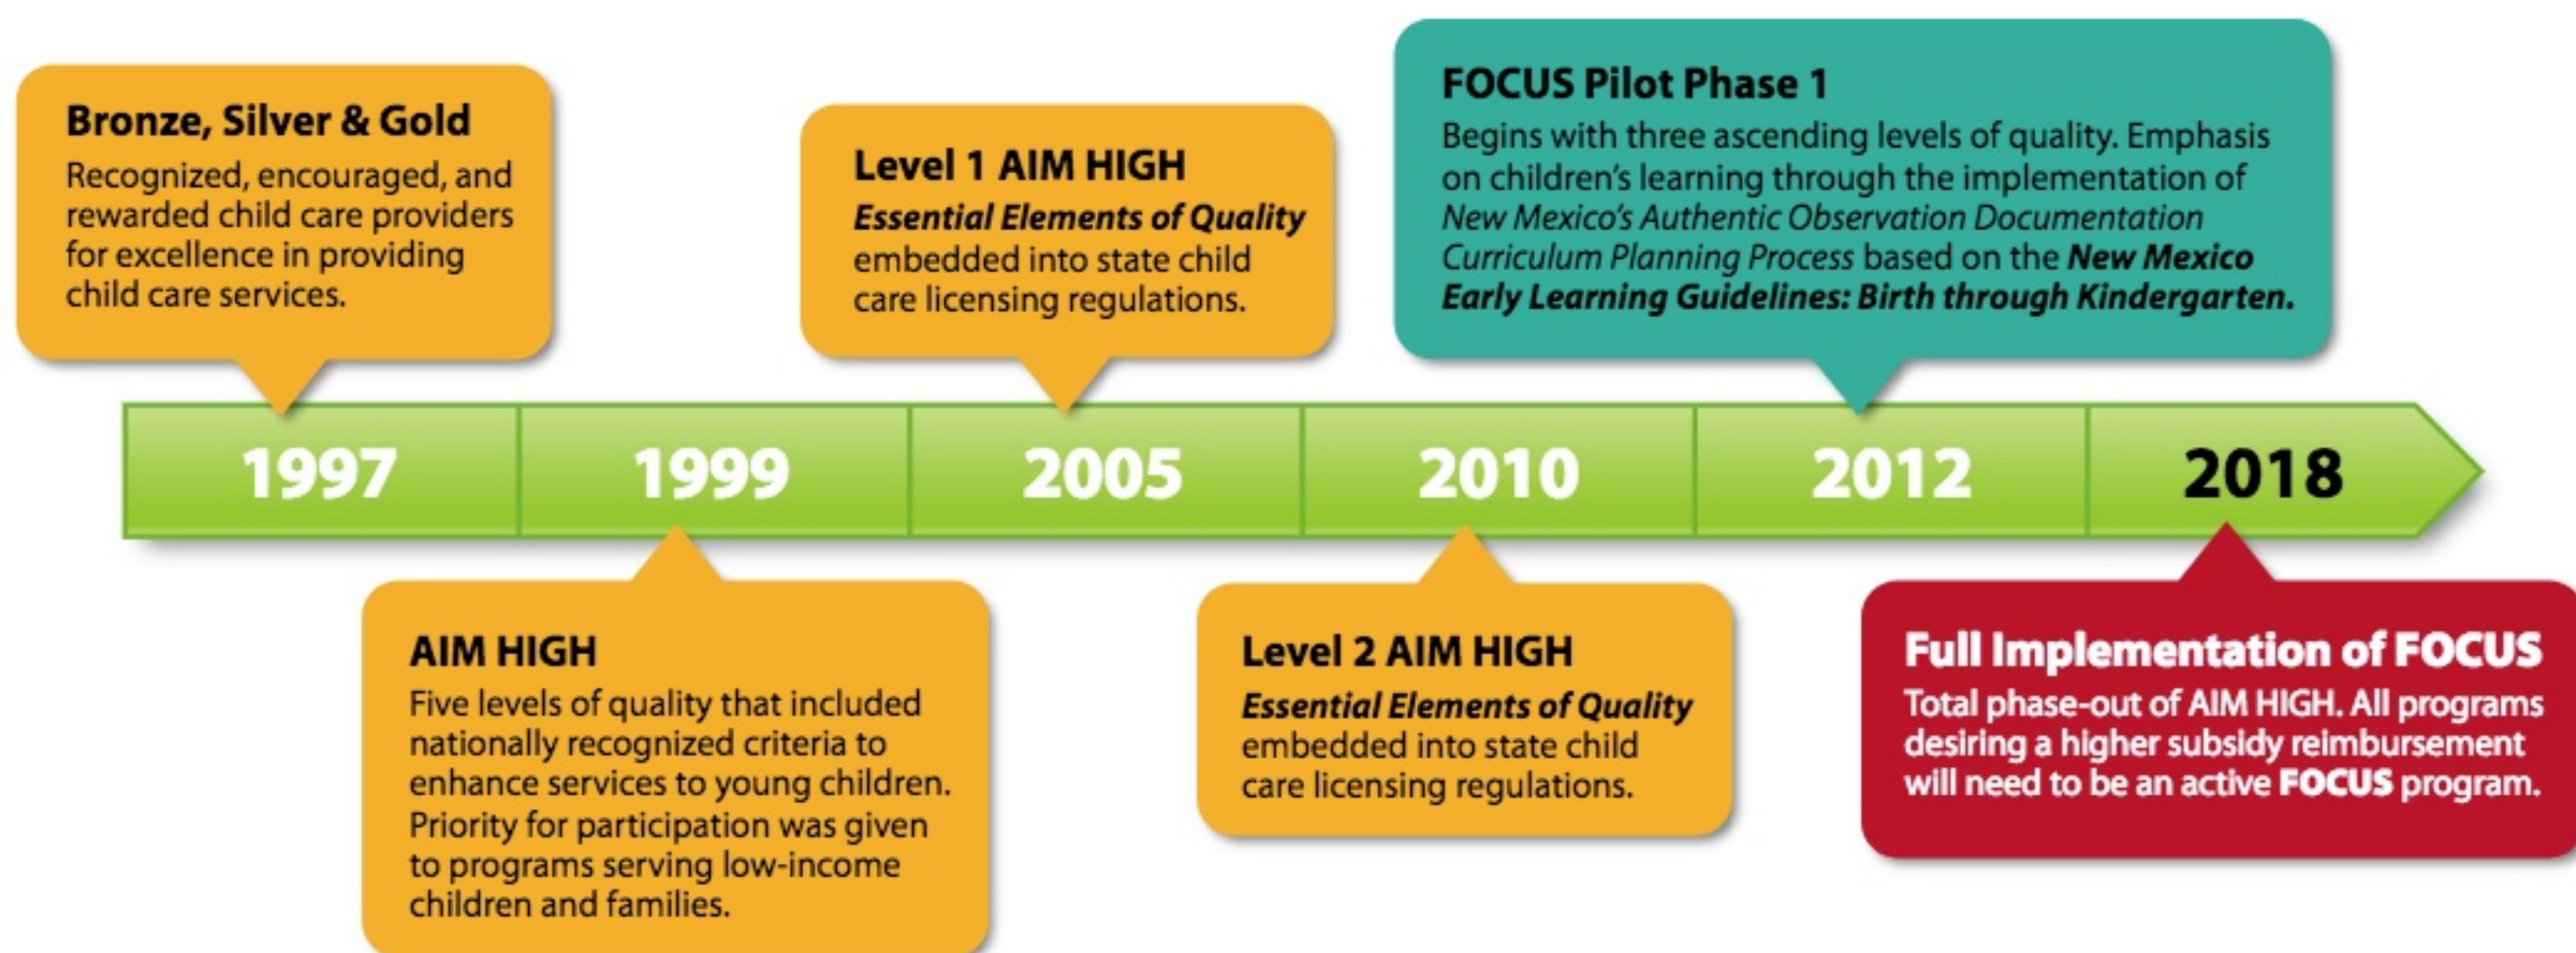 Bronze, Silver & Gold
Recognized, encouraged, and
rewarded child care providers
for excellence in providing
child care services.
Level 1 AIM HIGH
Essential Elements of Quality
embedded into state child
care licensing regulations.
FOCUS Pilot Phase 1
Begins with three ascending levels of quality. Emphasis
on children’s learning through the implementation of
New Mexico’s Authentic Observation Documentation
Curriculum Planning Process based on the New Mexico
Early Learning Guidelines: Birth through Kindergarten.
1997
1999
2005
2010
2012
2018
AIM HIGH
Five levels of quality that included
nationally recognized criteria to
enhance services to young children.
Priority for participation was given
to programs serving low-income
children and families.
Level 2 AIM HIGH
Essential Elements of Quality
embedded into state child
care licensing regulations.
Full Implementation of FOCUS
Total phase-out of AIM HIGH. All programs
desiring a higher subsidy reimbursement
will need to be an active FOCUS program.